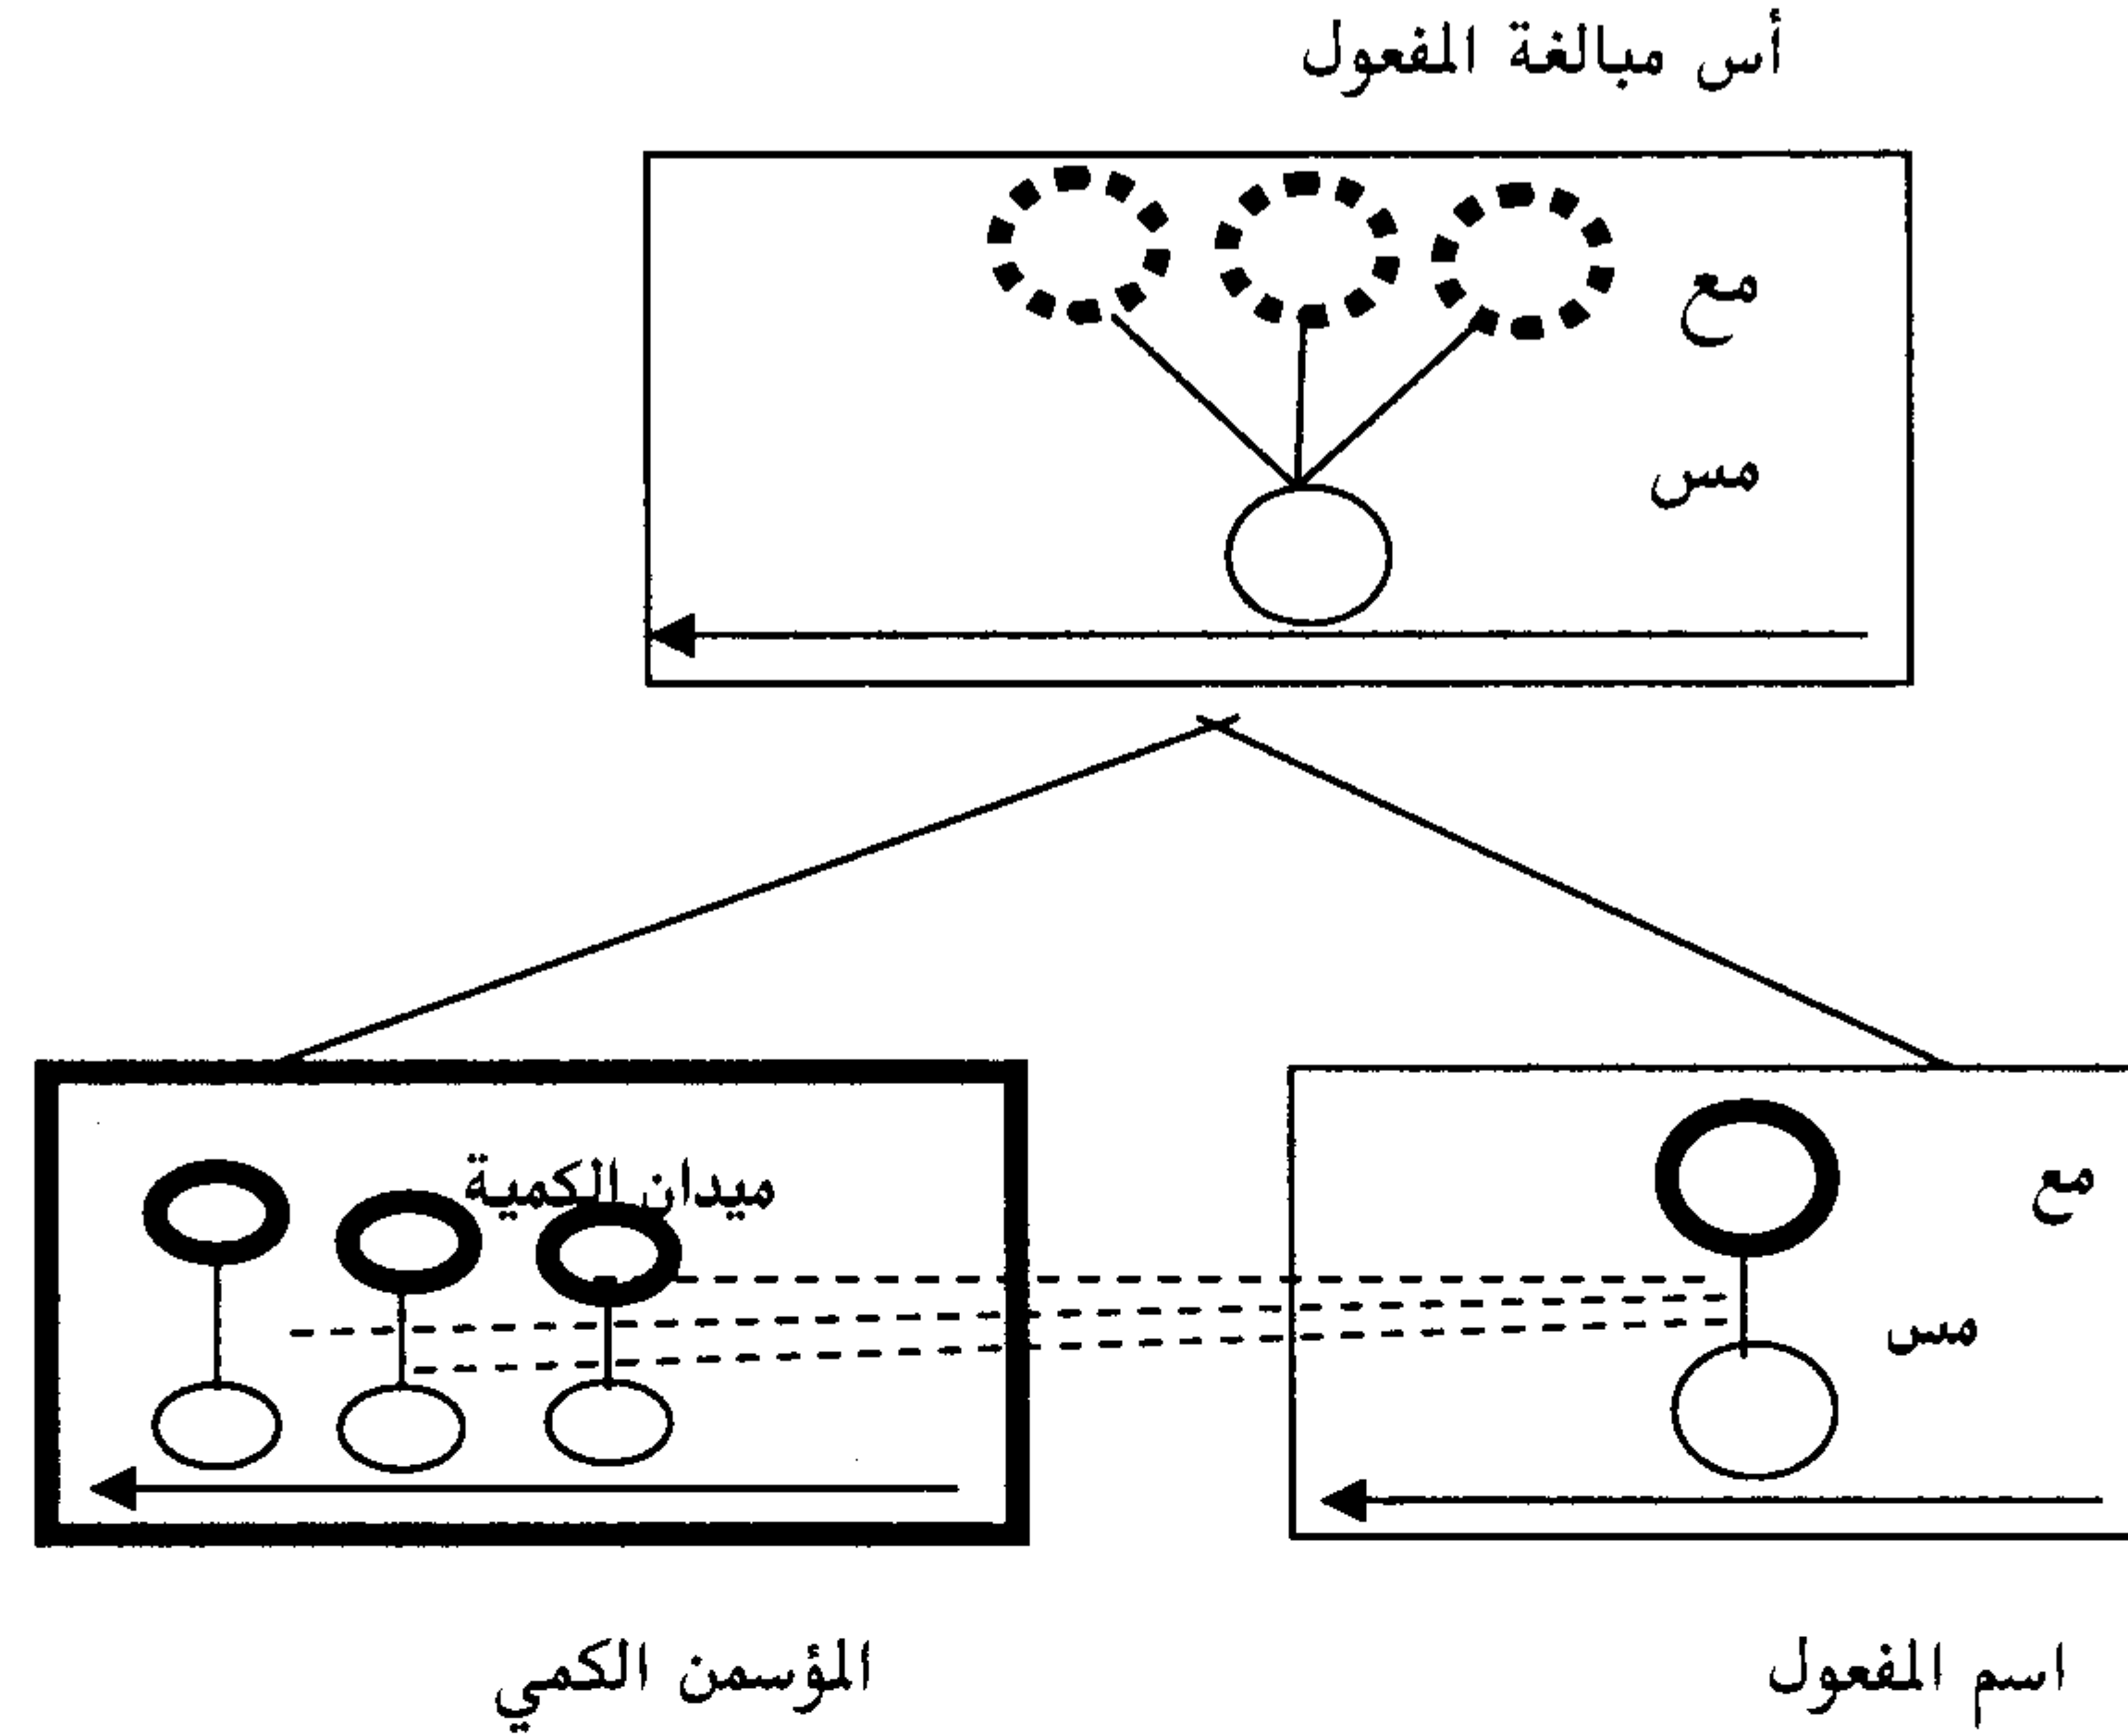 أس مبالغة المفعول
مع
مس
ميدان الكمية
مع
مس
المؤسمن الكمي
اسم المفعول